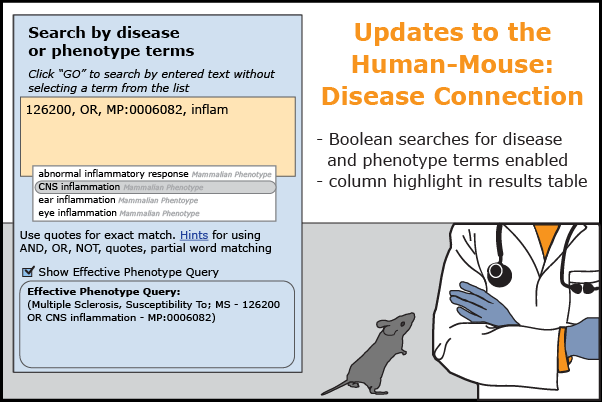 Search by disease
or phenotype terms
Click “GO” to search by entered text without
selecting a term from the list
126200, OR, MP:0006082, inflam
abnormal inflammatory response Mammalian Phenotype
CNS inflammation Mammalian Phentotype
ear inflammation Mammalian Phentoype
eye inflammation Mammalian Phentoype
Use quotes for exact match. Hints for using
AND, OR, NOT, quotes, partial word matching
Show Effective Phenotype Query
Effective Phenotype Query:
(Multiple Sclerosis, Susceptibility To; MS - 126200
OR CNS inflammation - MP:0006082)
Updates to the
Human-Mouse:
Disease Connection
- Boolean searches for disease
and phenotype terms enabled
- column highlight in results table